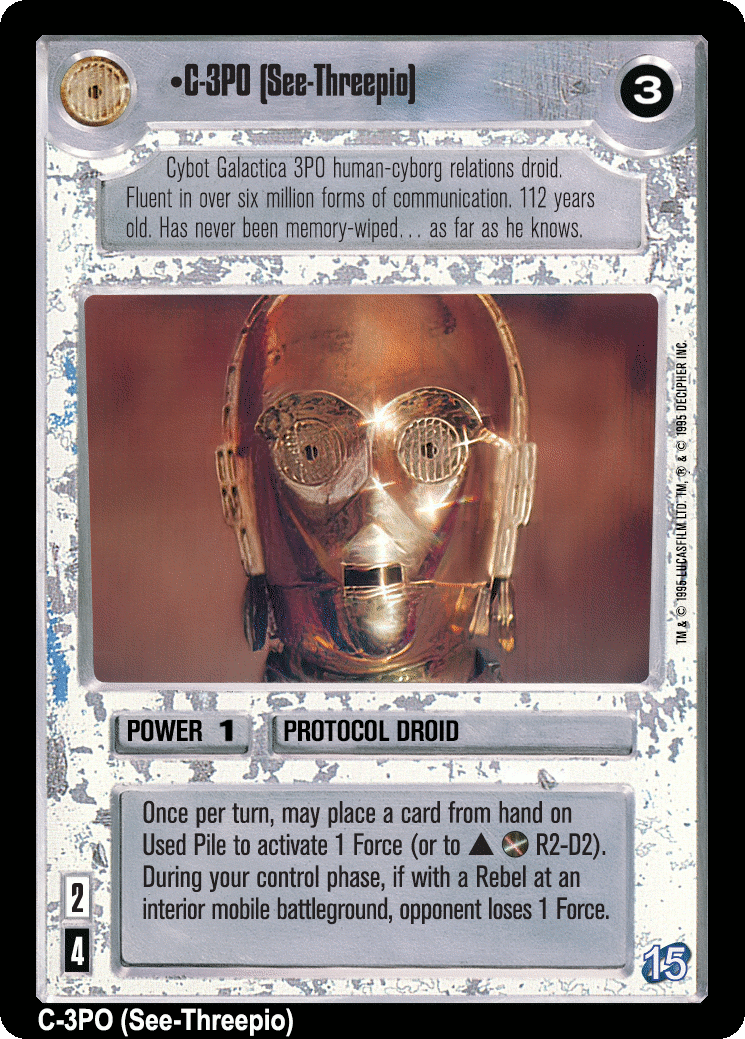 •C-3PO (See-Threepio)
3
Cybot Galactica 3PO human-cyborg relations droid.
Fluent in over six million forms of communication. 112 years
old. Has never been memory-wiped. . . as far as he knows.
TM & © 1995 LUCASFILM LTD. TM, ® & © 1995 DECIPHER INC.
POWER 1
PROTOCOL DROID
Once per turn, may place a card from hand on
Used Pile to activate 1 Force (or to ▲ R2-D2).
During your control phase, if with a Rebel at an
interior mobile battleground, opponent loses 1 Force.
2
4
15
C-3PO (See-Threepio)